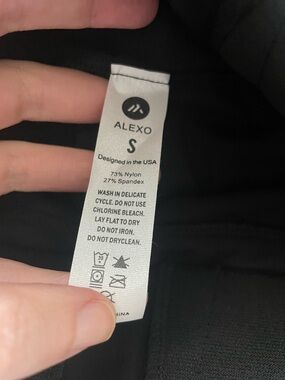 ALEXO
S
Designed in the USA
73% Nylon
27% Spandex
WASH IN DELICATE
CYCLE. DO NOT USE
CHLORINE BLEACH.
LAY FLAT TO DRY
DO NOT IRON.
DO NOT DRYCLEAN.